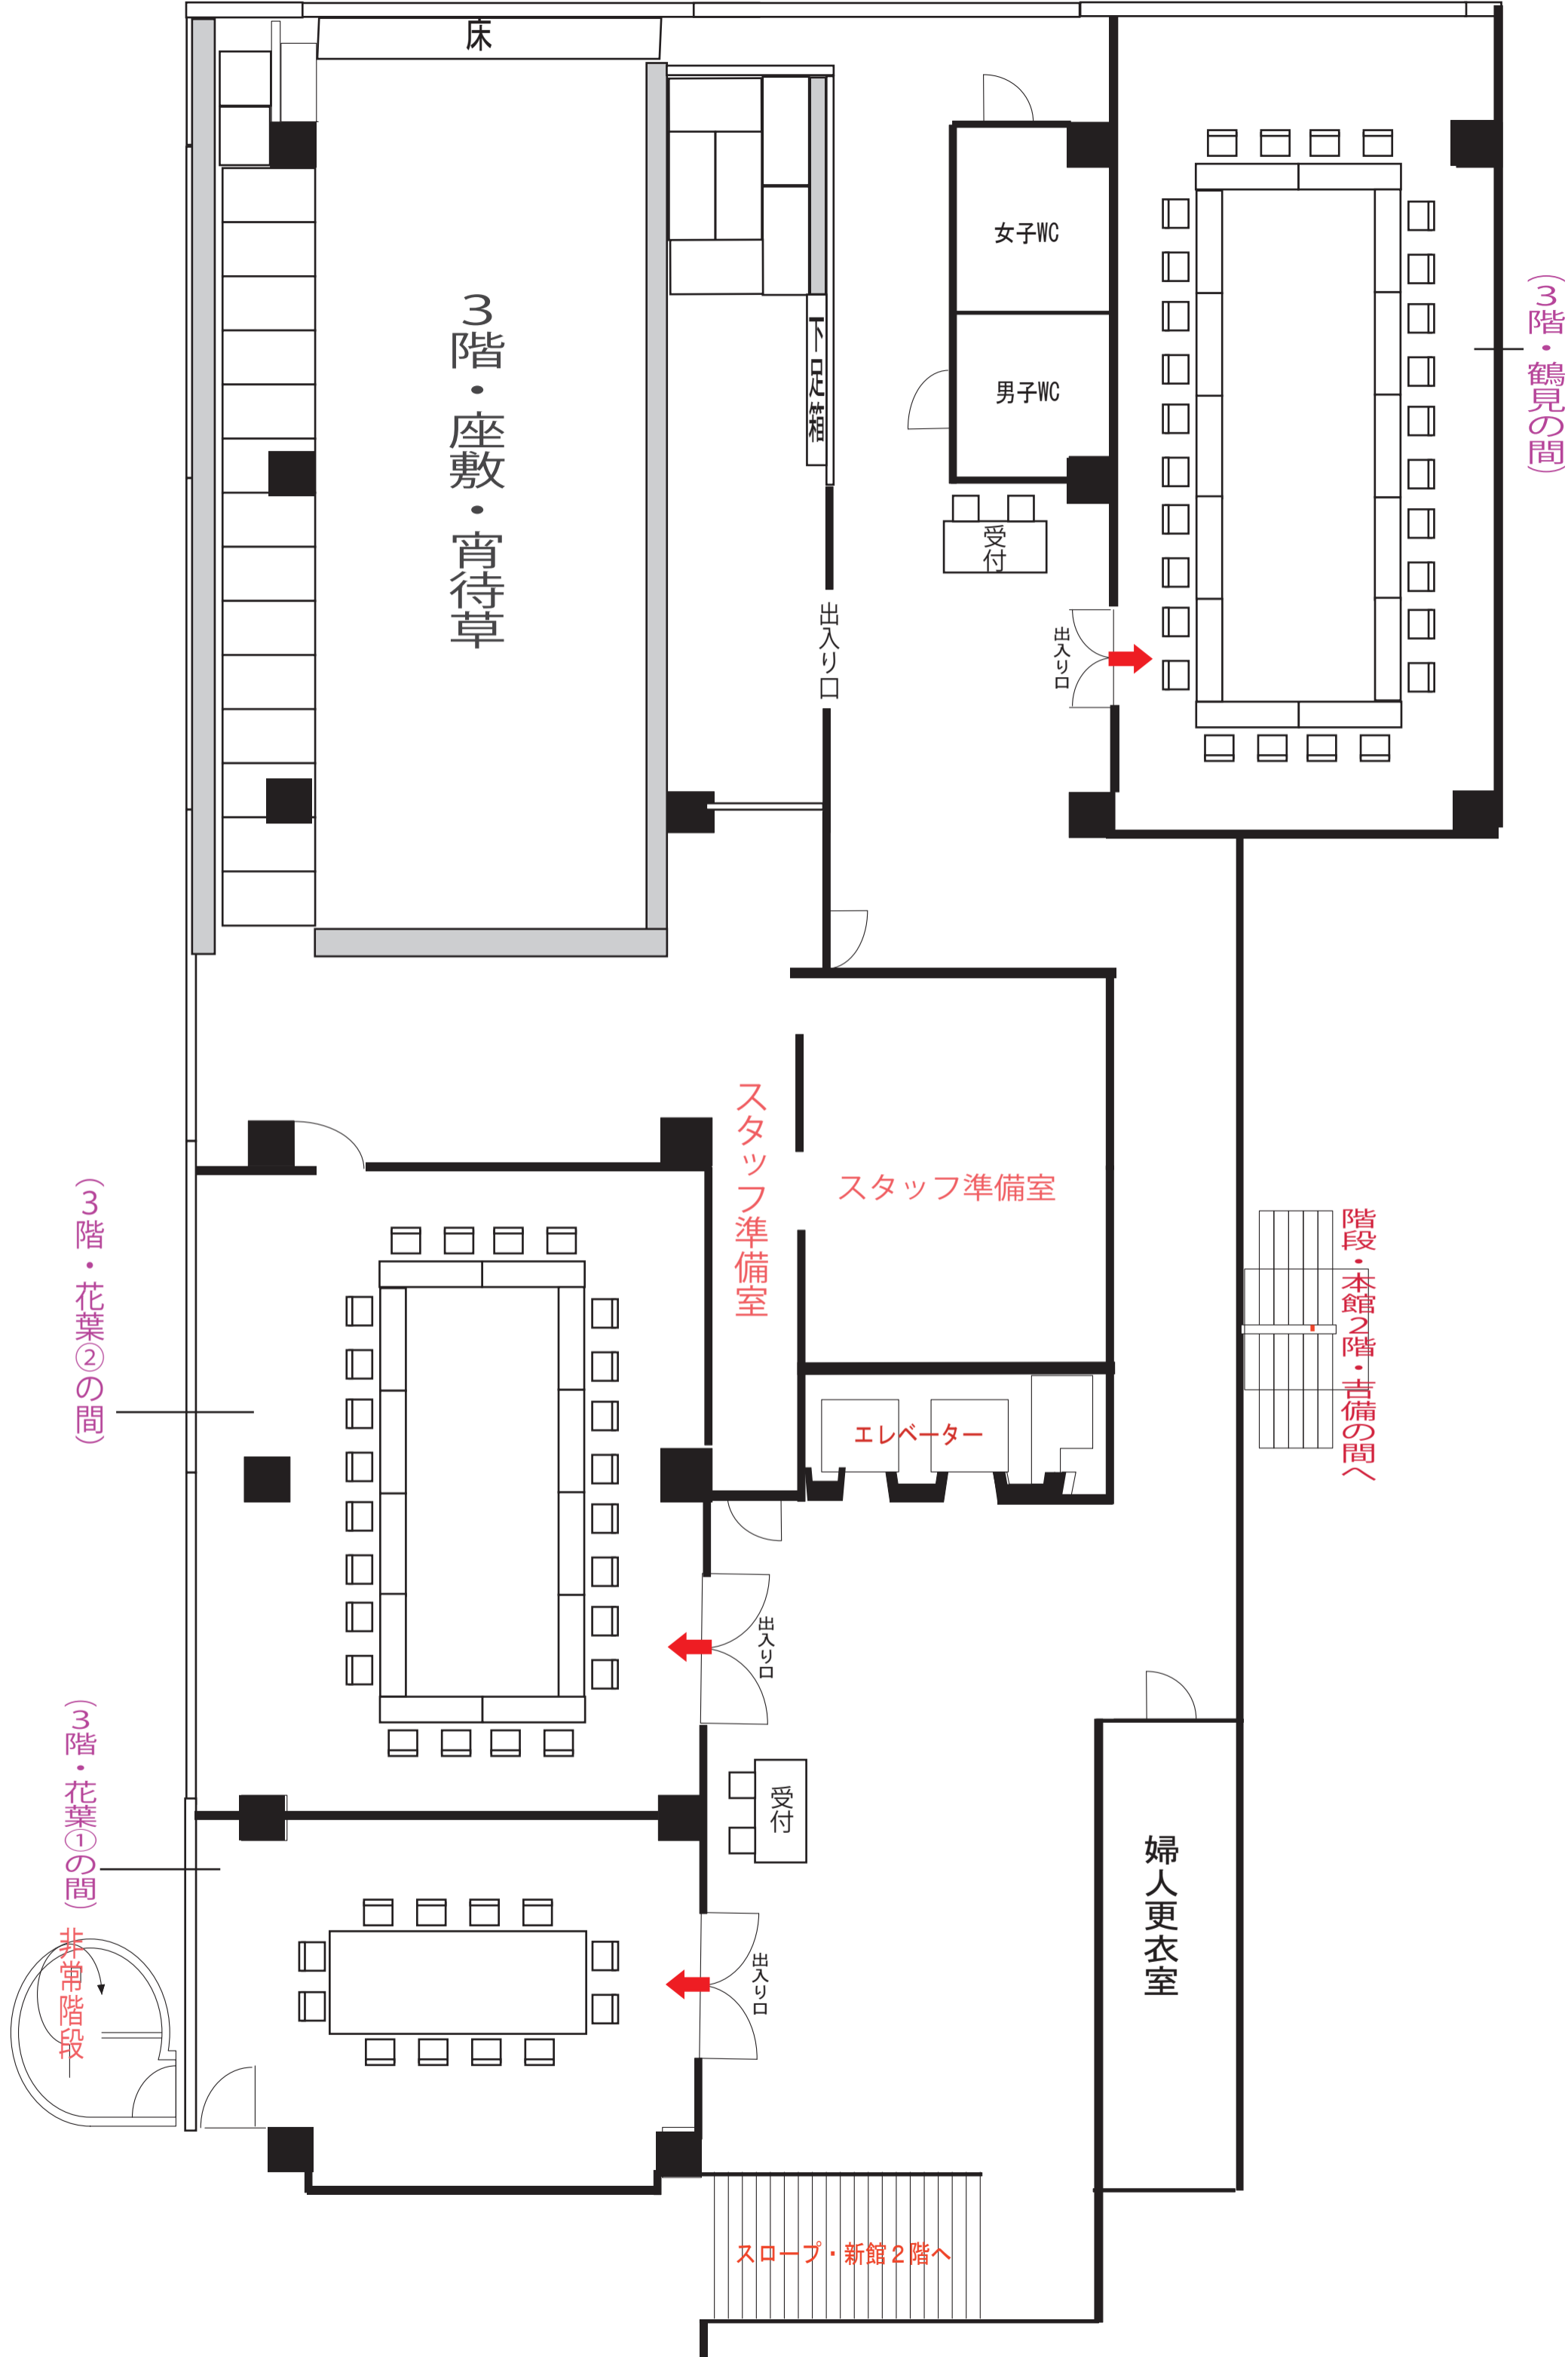 床
女子WC
(3階・鶴見の間)
3階・座敷・宵待草
下足箱
男子WC
受付
出入り口
出入り口
スタッフ準備室
スタッフ準備室
(3階・花葉②の間)
階段・本館2階・吉備の間へ
エレベーター
出入り口
(3階・花葉①の間)
受付
婦人更衣室
非常階段
出入り口
スロープ・新館2階へ